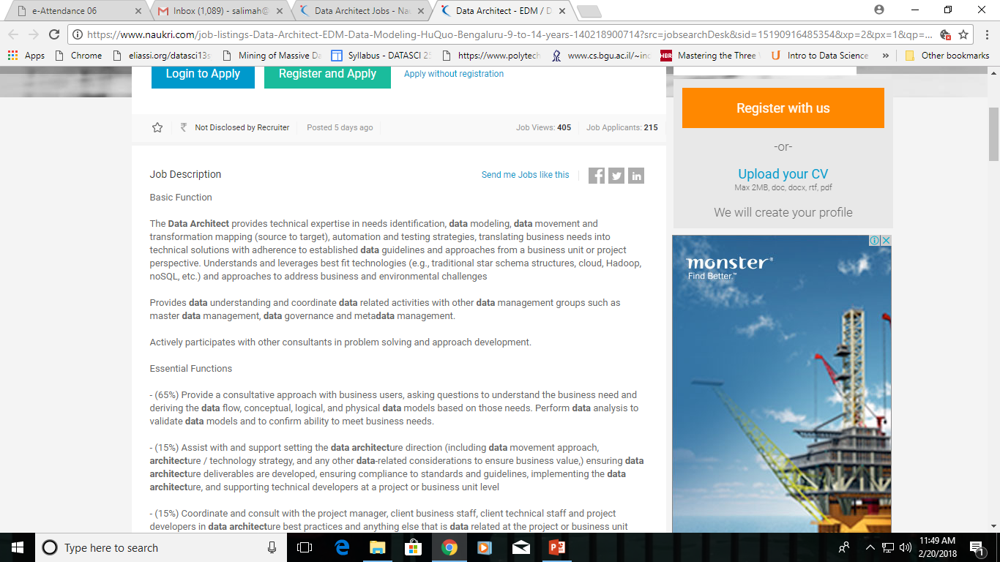 e-Attendance 06
Inbox (1,089) - salimah@
Data Architect Jobs - Nau
Data Architect - EDM / D
https://www.naukri.com/job-listings-Data-Architect-EDM-Data-Modeling-HuQuo-Bengaluru-9-to-14-years-140218900714?src=jobsearchDesk&sid=15190916485354&xp=2&px=1&qp=...
Apps
Chrome
eliassi.org/datasci13s
Mining of Massive Da
Syllabus - DATASCI 25
https://www.polytech
www.cs.bgu.ac.il/~inc
HBR
Mastering the Three
Intro to Data Science
»
Other bookmarks
Login to Apply
Register and Apply
Apply without registration
₹ Not Disclosed by Recruiter
Posted 5 days ago
Job Views: 405
Job Applicants: 215
Job Description
Send me Jobs like this
Basic Function
The Data Architect provides technical expertise in needs identification, data modeling, data movement and
transformation mapping (source to target), automation and testing strategies, translating business needs into
technical solutions with adherence to established data guidelines and approaches from a business unit or project
perspective. Understands and leverages best fit technologies (e.g., traditional star schema structures, cloud, Hadoop,
noSQL, etc.) and approaches to address business and environmental challenges
Provides data understanding and coordinate data related activities with other data management groups such as
master data management, data governance and metadata management.
Actively participates with other consultants in problem solving and approach development.
Essential Functions
- (65%) Provide a consultative approach with business users, asking questions to understand the business need and
deriving the data flow, conceptual, logical, and physical data models based on those needs. Perform data analysis to
validate data models and to confirm ability to meet business needs.
- (15%) Assist with and support setting the data architecture direction (including data movement approach,
architecture / technology strategy, and any other data-related considerations to ensure business value,) ensuring data
architecture deliverables are developed, ensuring compliance to standards and guidelines, implementing the data
architecture, and supporting technical developers at a project or business unit level
- (15%) Coordinate and consult with the project manager, client business staff, client technical staff and project
developers in data architecture best practices and anything else that is data related at the project or business unit
Register with us
-or-
Upload your CV
Max 2MB, doc, docx, rtf, pdf
We will create your profile
monster®
Find Better.™
Type here to search
11:49 AM
2/20/2018
1